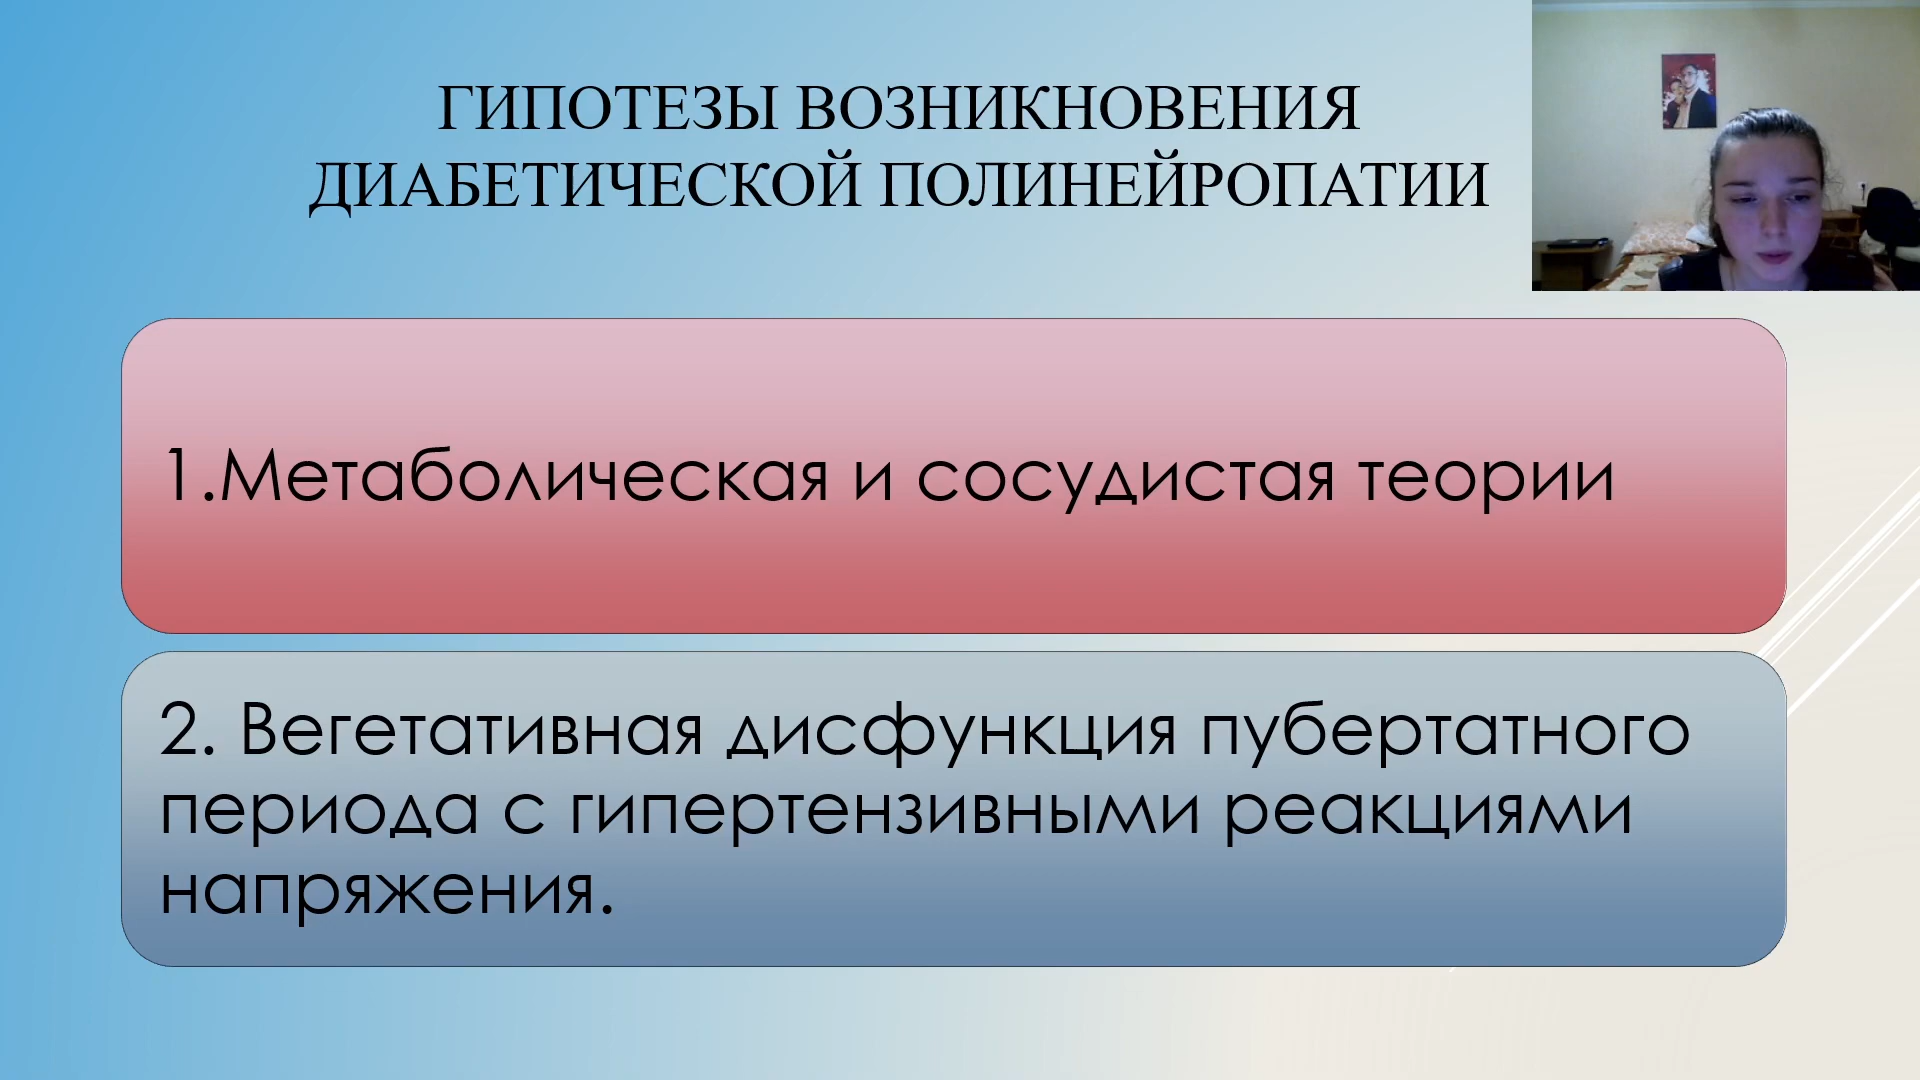 ГИПОТЕЗЫ ВОЗНИКНОВЕНИЯ
ДИАБЕТИЧЕСКОЙ ПОЛИНЕЙРОПАТИИ
1.Метаболическая и сосудистая теории
2. Вегетативная дисфункция пубертатного
периода с гипертензивными реакциями
напряжения.